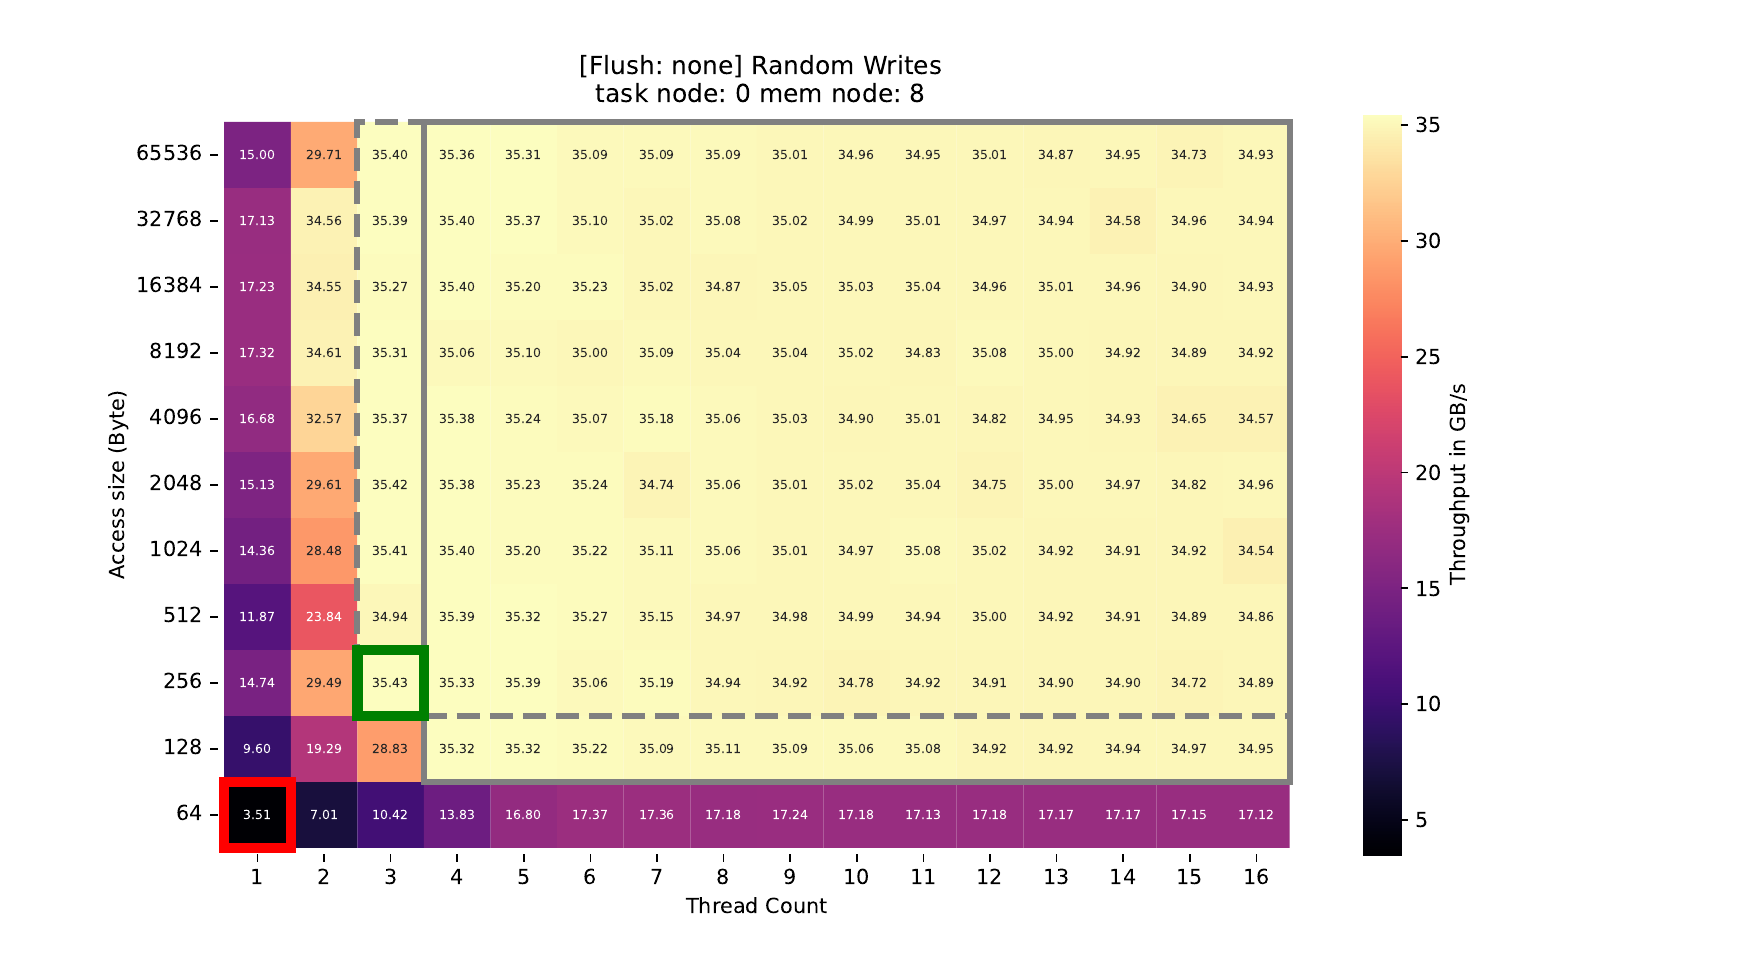 [Flush: none] Random Writes
task node: 0 mem node: 8
Access size (Byte)
65536 15.00 29.71 35.40 35.36 35.31 35.09 35.09 35.09 35.01 34.96 34.95 35.01 34.87 34.95 34.73 34.93
32768 17.13 34.56 35.39 35.40 35.37 35.10 35.02 35.08 35.02 34.99 35.01 34.97 34.94 34.58 34.96 34.94
16384 17.23 34.55 35.27 35.40 35.20 35.23 35.02 34.87 35.05 35.03 35.04 34.96 35.01 34.96 34.90 34.93
8192 17.32 34.61 35.31 35.06 35.10 35.00 35.09 35.04 35.04 35.02 34.83 35.08 35.00 34.92 34.89 34.92
4096 16.68 32.57 35.37 35.38 35.24 35.07 35.18 35.06 35.03 34.90 35.01 34.82 34.95 34.93 34.65 34.57
2048 15.13 29.61 35.42 35.38 35.23 35.24 34.74 35.06 35.01 35.02 35.04 34.75 35.00 34.97 34.82 34.96
1024 14.36 28.48 35.41 35.40 35.20 35.22 35.11 35.06 35.01 34.97 35.08 35.02 34.92 34.91 34.92 34.54
512 11.87 23.84 34.94 35.39 35.32 35.27 35.15 34.97 34.98 34.99 34.94 35.00 34.92 34.91 34.89 34.86
256 14.74 29.49 35.43 35.33 35.39 35.06 35.19 34.94 34.92 34.78 34.92 34.91 34.90 34.90 34.72 34.89
128 9.60 19.29 28.83 35.32 35.32 35.22 35.09 35.11 35.09 35.06 35.08 34.92 34.92 34.94 34.97 34.95
64 3.51 7.01 10.42 13.83 16.80 17.37 17.36 17.18 17.24 17.18 17.13 17.18 17.17 17.17 17.15 17.12
1 2 3 4 5 6 7 8 9 10 11 12 13 14 15 16
Thread Count
35
30
25
20
15
10
5
Throughput in GB/s